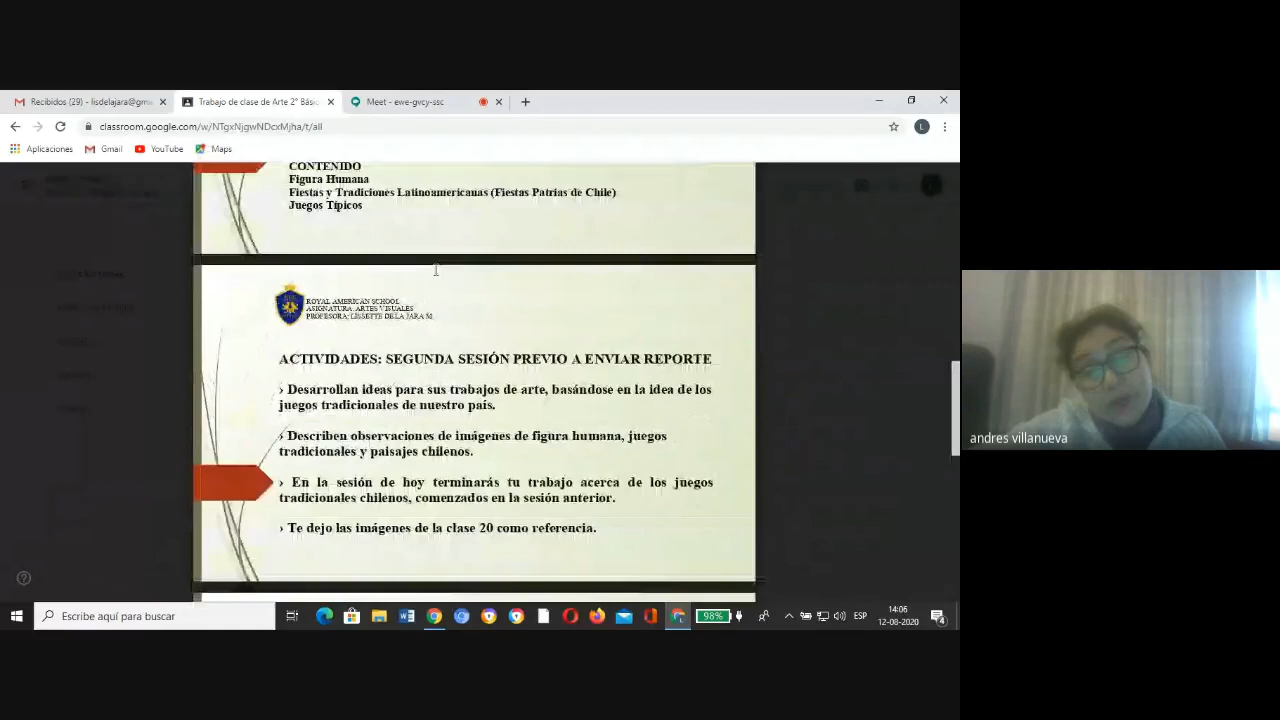 Recibidos (29) - lisdelajara@gm
Trabajo de clase de Arte 2° Básic
Meet - ewe-gvcy-ssc
classroom.google.com/w/NTgxNjgwNDcxMjha/t/all
Aplicaciones
Gmail
YouTube
Maps
L
CONTENIDO
Figura Humana
Fiestas y Tradiciones Latinoamericanas (Fiestas Patrias de Chile)
Juegos Típicos
ROYAL AMERICAN SCHOOL
ASIGNATURA: ARTES VISUALES
PROFESORA: LISSETTE DE LA JARA M.
ACTIVIDADES: SEGUNDA SESIÓN PREVIO A ENVIAR REPORTE
› Desarrollan ideas para sus trabajos de arte, basándose en la idea de los
juegos tradicionales de nuestro país.
› Describen observaciones de imágenes de figura humana, juegos
tradicionales y paisajes chilenos.
› En la sesión de hoy terminarás tu trabajo acerca de los juegos
tradicionales chilenos, comenzados en la sesión anterior.
› Te dejo las imágenes de la clase 20 como referencia.
andres villanueva
Escribe aquí para buscar
98%
ESP
14:06
12-08-2020
4